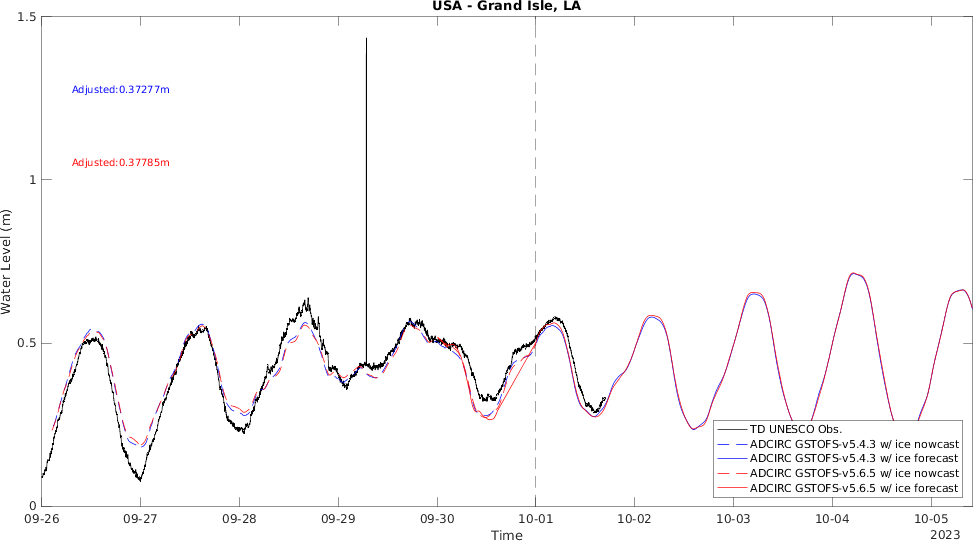 USA - Grand Isle, LA
1.5
Adjusted:0.37277m
Adjusted:0.37785m
1
Water Level (m)
0.5
0
TD UNESCO Obs.
ADCIRC GSTOFS-v5.4.3 w/ ice nowcast
ADCIRC GSTOFS-v5.4.3 w/ ice forecast
ADCIRC GSTOFS-v5.6.5 w/ ice nowcast
ADCIRC GSTOFS-v5.6.5 w/ ice forecast
09-26 09-27 09-28 09-29 09-30 10-01 10-02 10-03 10-04 10-05
Time
2023